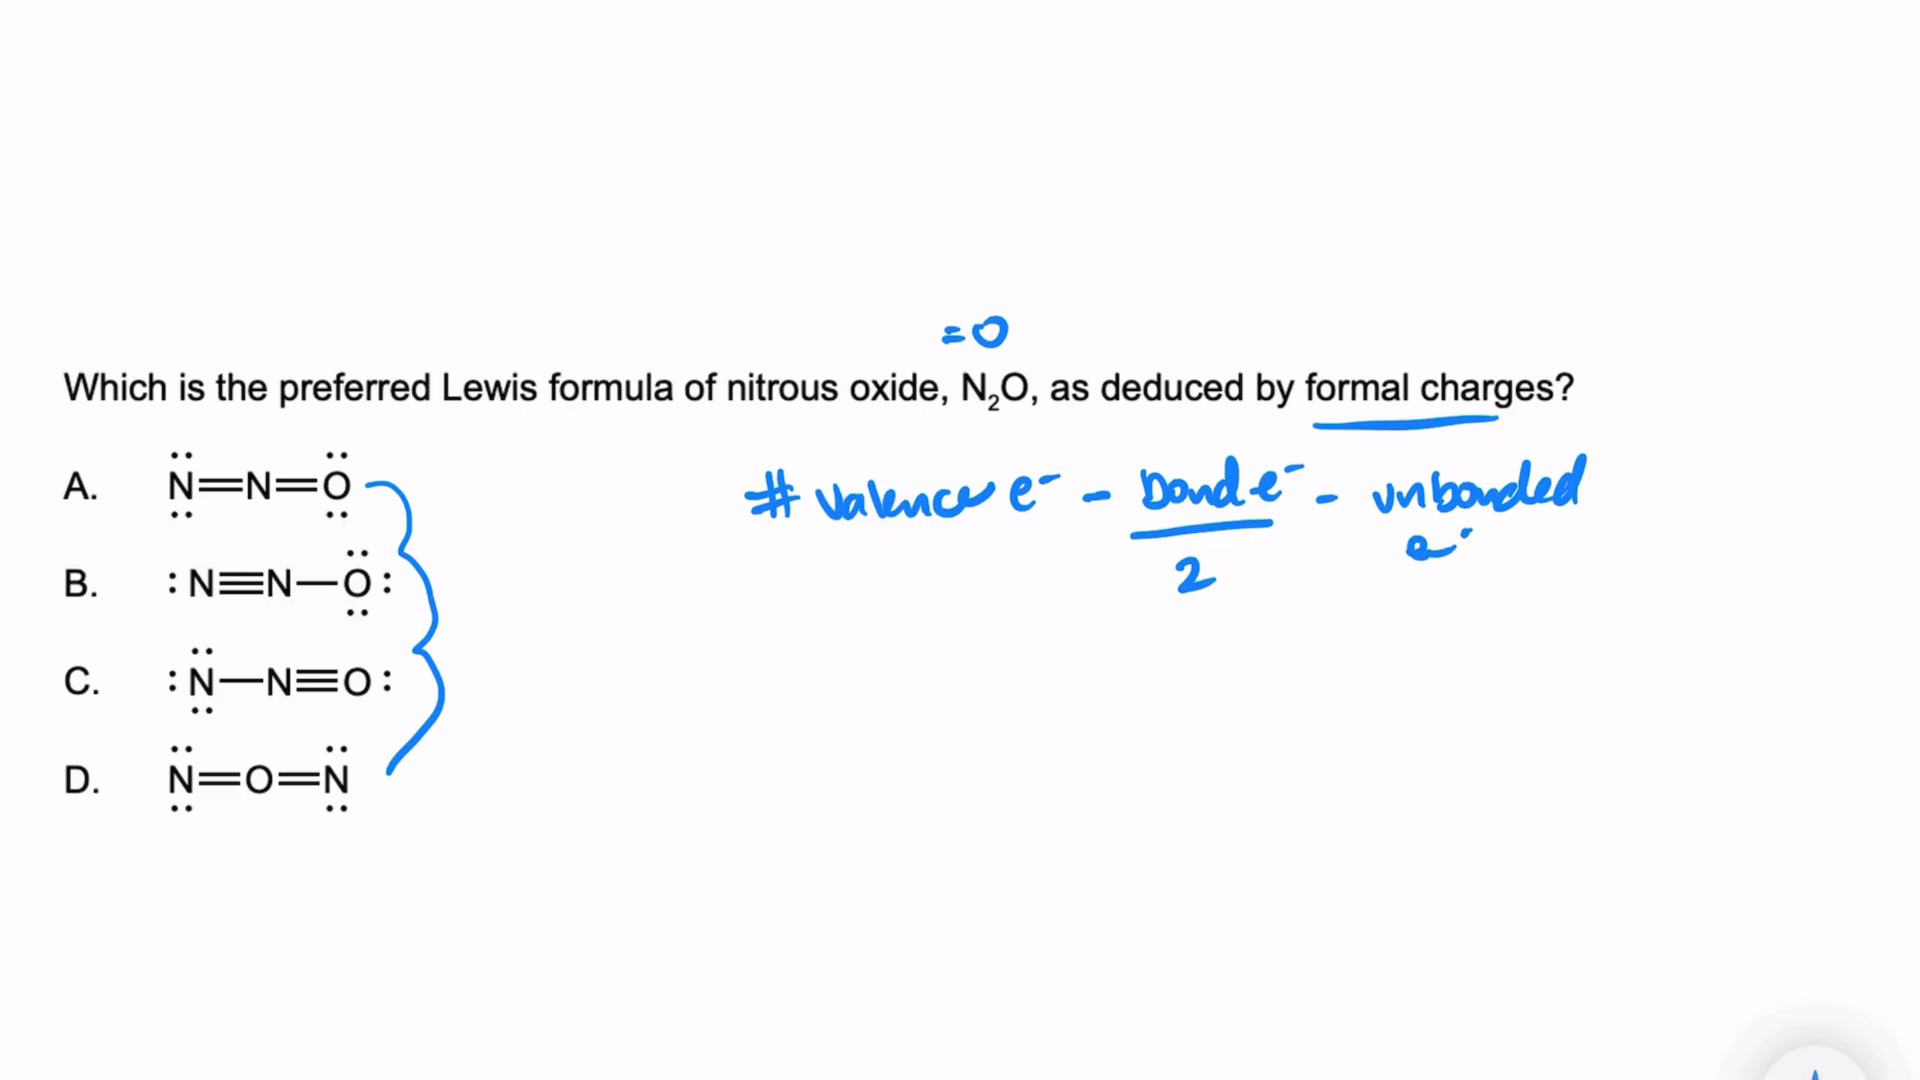 =0
Which is the preferred Lewis formula of nitrous oxide, N₂O, as deduced by formal charges?
# valence e⁻ - bond e⁻ - unbonded
2
e⁻
A. N=N=O
B. :N≡N—O:
C. :N—N≡O:
D. N=O=N